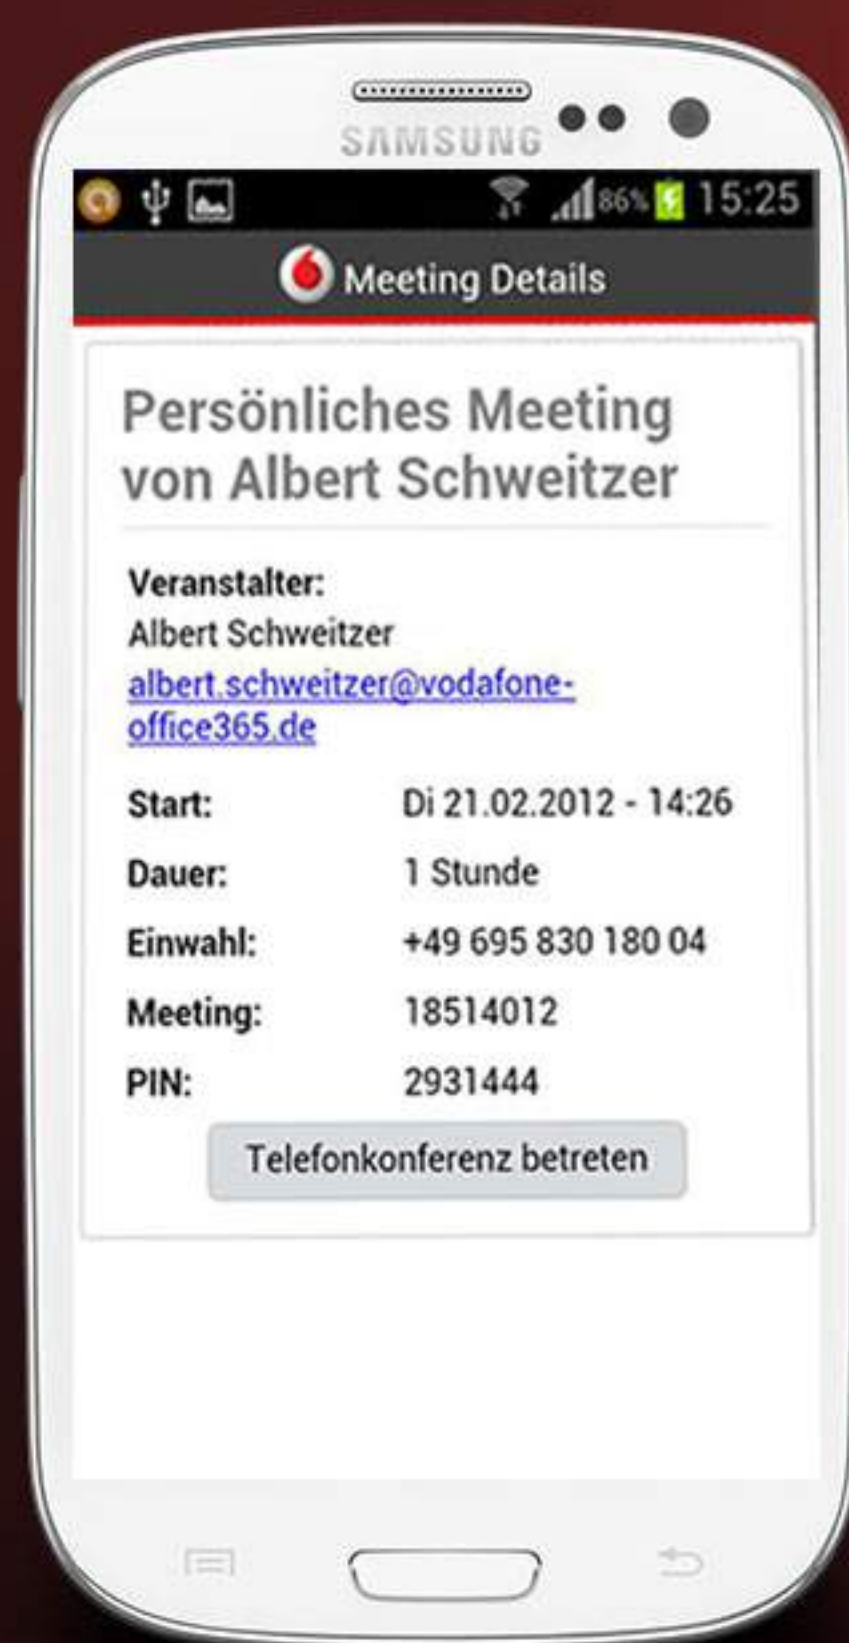 SAMSUNG
86% 15:25
Meeting Details
Persönliches Meeting
von Albert Schweitzer
Veranstalter:
Albert Schweitzer
albert.schweitzer@vodafone-
office365.de
Start: Di 21.02.2012 - 14:26
Dauer: 1 Stunde
Einwahl: +49 695 830 180 04
Meeting: 18514012
PIN: 2931444
Telefonkonferenz betreten